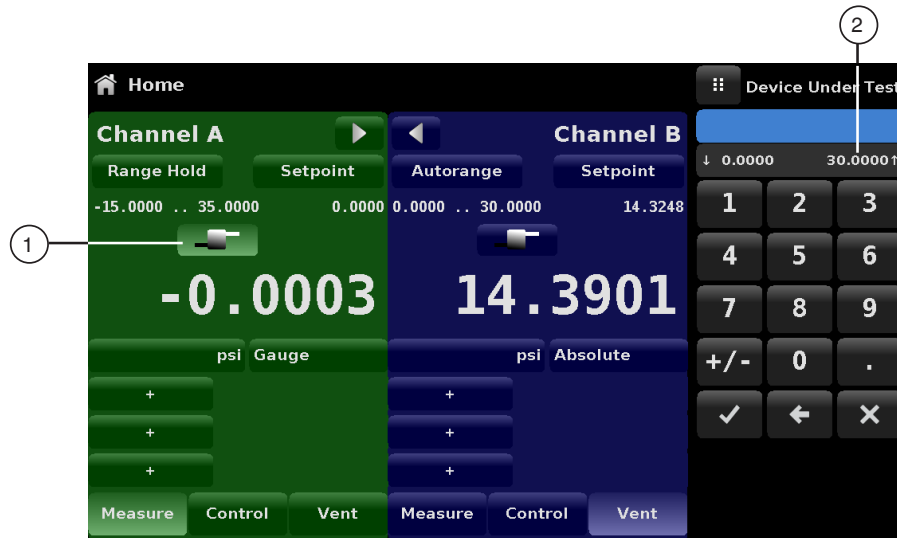 2
Home
Device Under Test
Channel A
Channel B
Range Hold Setpoint
Autorange Setpoint
-15.0000 .. 35.0000 0.0000
0.0000 .. 30.0000 14.3248
↓ 0.0000 30.0000↑
1
-0.0003
14.3901
psi Gauge
psi Absolute
+
+
+
+
+
+
Measure Control Vent
Measure Control Vent
1 2 3
4 5 6
7 8 9
+/- 0 .